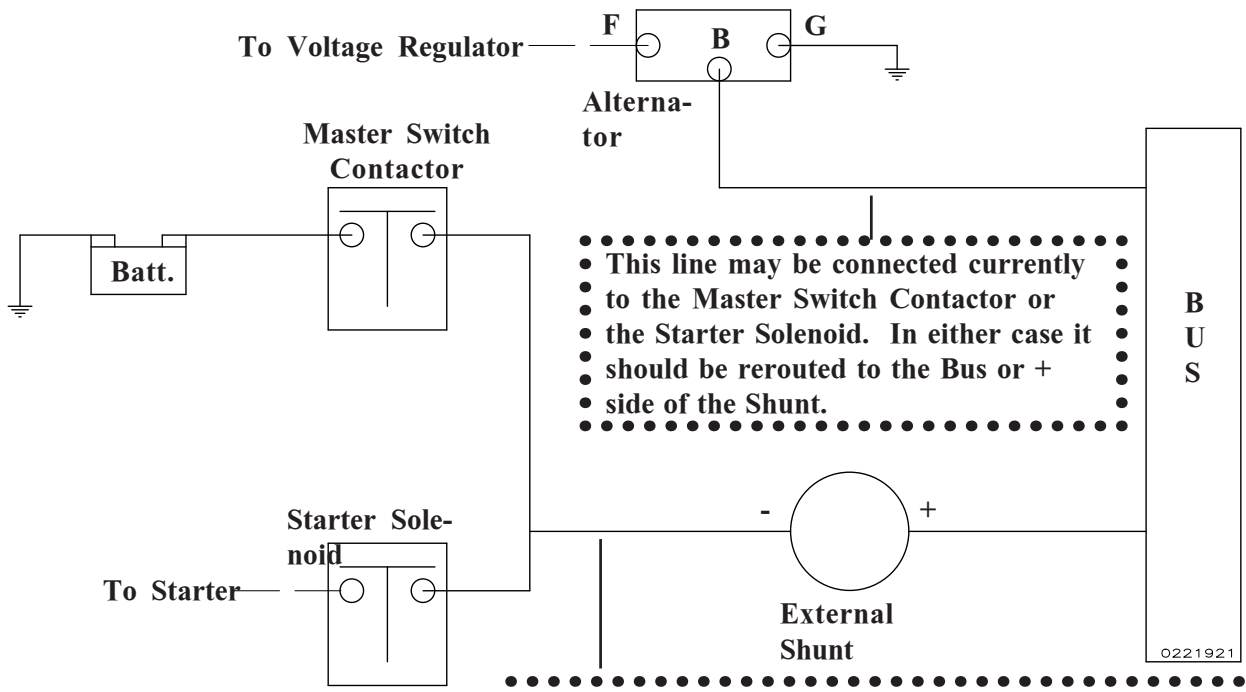 F
B
G
To Voltage Regulator
Alterna-
tor
Master Switch
Contactor
Batt.
This line may be connected currently
to the Master Switch Contactor or
the Starter Solenoid. In either case it
should be rerouted to the Bus or +
side of the Shunt.
B
U
S
- +
Starter Sole-
noid
To Starter
External
Shunt
0221921